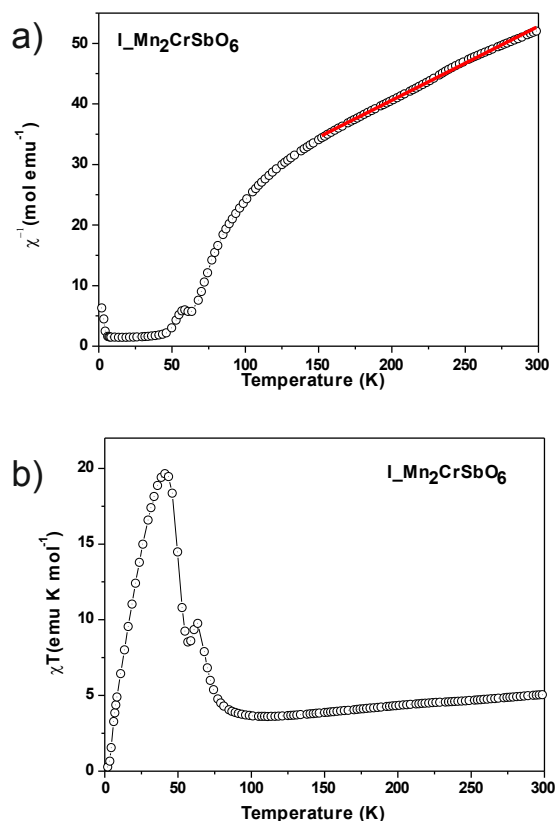 a)
I_Mn₂CrSbO₆
60
50
40
30
20
10
0
χ⁻¹(mol emu⁻¹)
0 50 100 150 200 250 300
Temperature (K)
b)
I_Mn₂CrSbO₆
20
15
10
5
0
χT(emu K mol⁻¹)
0 50 100 150 200 250 300
Temperature (K)